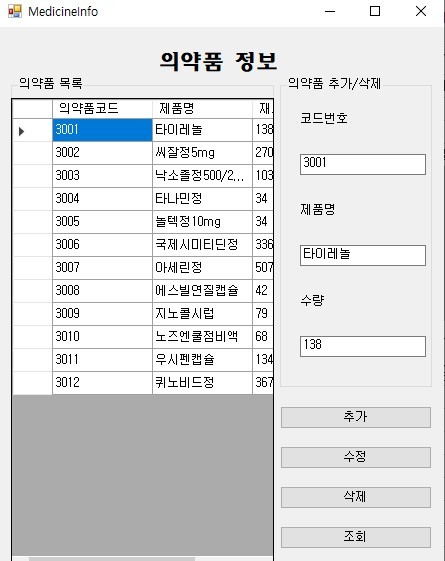 MedicineInfo
의약품 정보
의약품 목록
의약품코드 제품명 재
3001 타이레놀 138
3002 씨잘정5mg 270
3003 낙소졸정500/2... 103
3004 타나민정 34
3005 놀텍정10mg 34
3006 국제시미티딘정 336
3007 아세린정 507
3008 에스빌연질캡슐 42
3009 지노콜시럽 79
3010 노즈엔쿨점비액 68
3011 우시펜캡슐 134
3012 퀴노비드정 367
의약품 추가/삭제
코드번호
3001
제품명
타이레놀
수량
138
추가
수정
삭제
조회